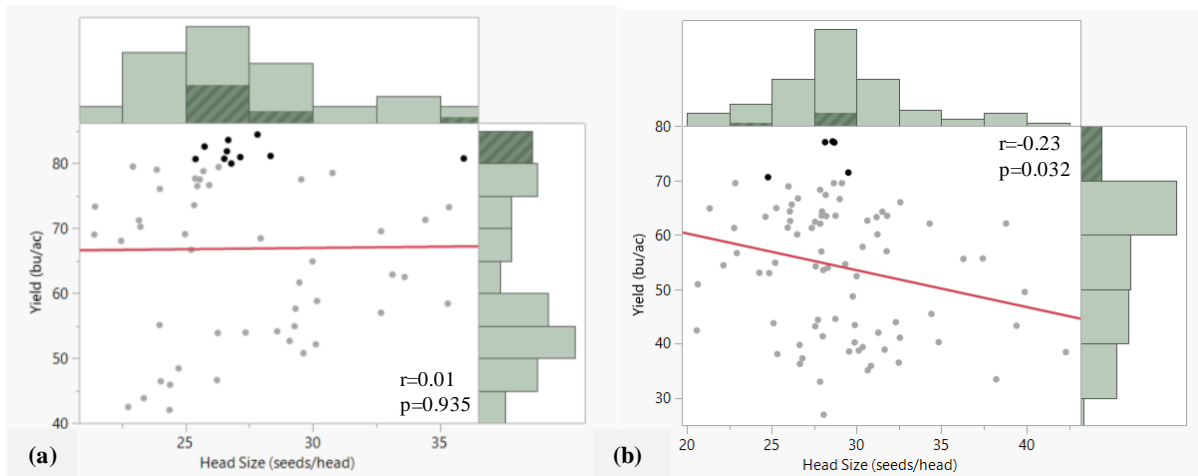 80
70
60
50
40
Yield (bu/ac)
r=0.01
p=0.935
25
30
35
Head Size (seeds/head)
(a)
80
70
60
50
40
30
Yield (bu/ac)
r=-0.23
p=0.032
20
25
30
35
40
Head Size (seeds/head)
(b)